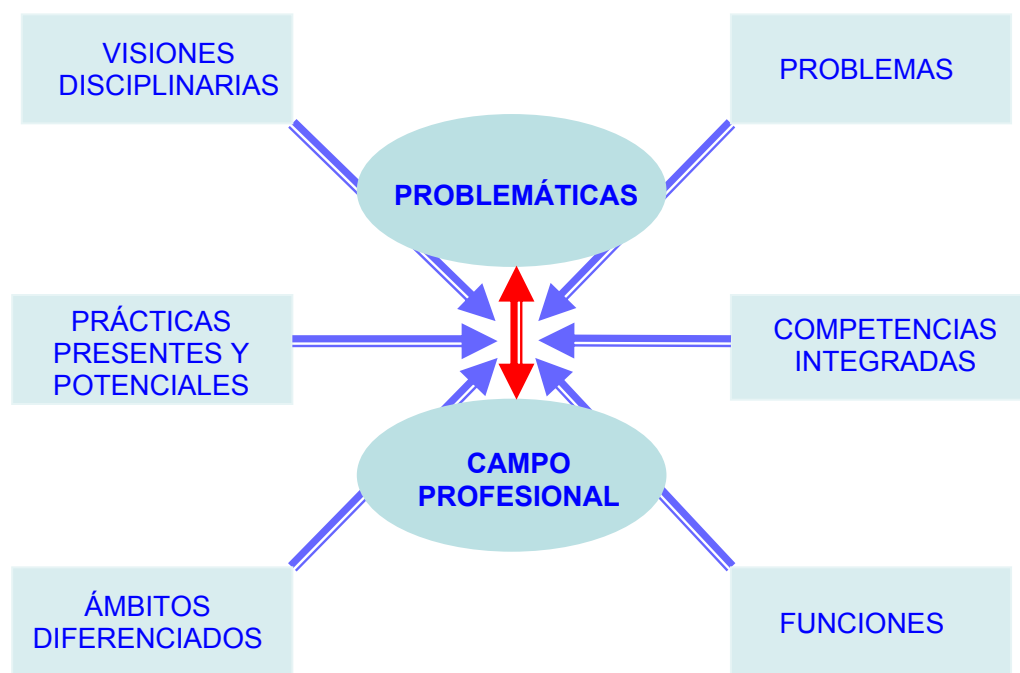 VISIONES
DISCIPLINARIAS
PROBLEMAS
PROBLEMÁTICAS
PRÁCTICAS
PRESENTES Y
POTENCIALES
COMPETENCIAS
INTEGRADAS
CAMPO
PROFESIONAL
ÁMBITOS
DIFERENCIADOS
FUNCIONES